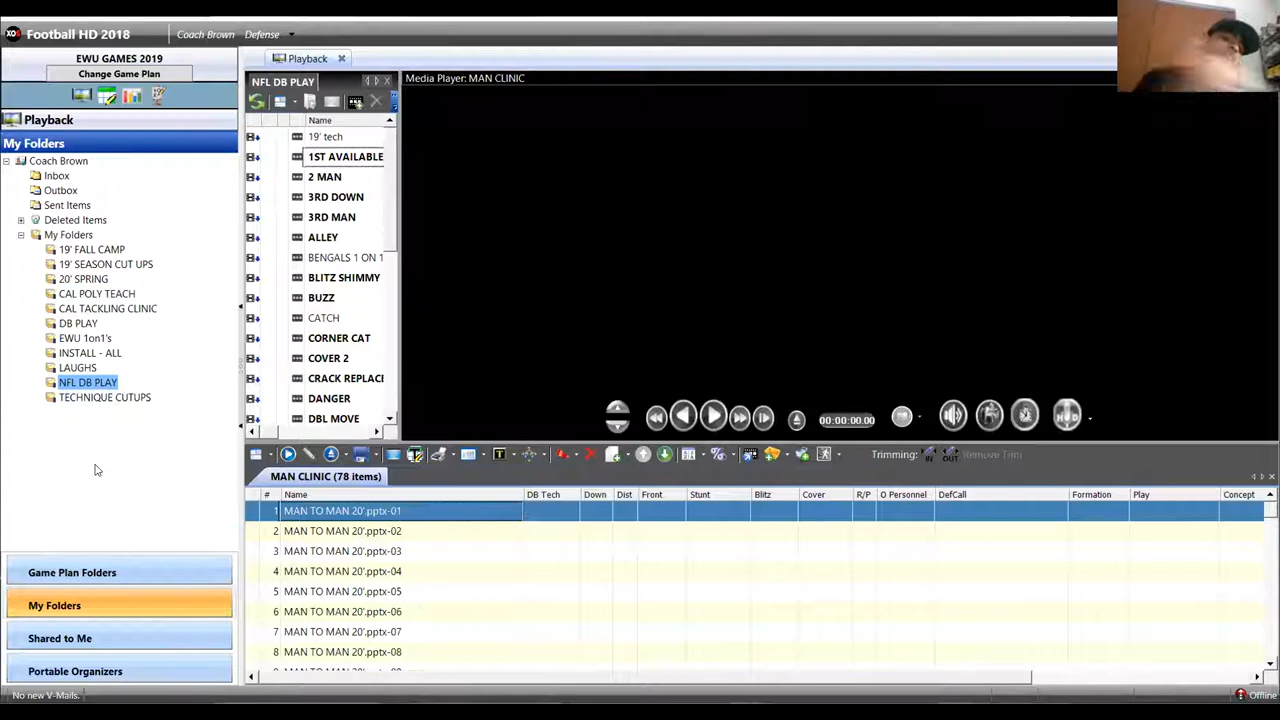 XOS Football HD 2018 Coach Brown Defense
EWU GAMES 2019
Change Game Plan
Playback
My Folders
Coach Brown
Inbox
Outbox
Sent Items
Deleted Items
My Folders
19' FALL CAMP
19' SEASON CUT UPS
20' SPRING
CAL POLY TEACH
CAL TACKLING CLINIC
DB PLAY
EWU 1on1's
INSTALL - ALL
LAUGHS
NFL DB PLAY
TECHNIQUE CUTUPS
Game Plan Folders
My Folders
Shared to Me
Portable Organizers
No new V-Mails.
Playback
NFL DB PLAY
Name
19' tech
1ST AVAILABLE
2 MAN
3RD DOWN
3RD MAN
ALLEY
BENGALS 1 ON 1
BLITZ SHIMMY
BUZZ
CATCH
CORNER CAT
COVER 2
CRACK REPLACE
DANGER
DBL MOVE
Media Player: MAN CLINIC
00:00:00.00
HUD
Trimming: IN OUT Remove Trim
MAN CLINIC (78 items)
# Name DB Tech Down Dist Front Stunt Blitz Cover R/P O Personnel DefCall Formation Play Concept
1 MAN TO MAN 20'.pptx-01
2 MAN TO MAN 20'.pptx-02
3 MAN TO MAN 20'.pptx-03
4 MAN TO MAN 20'.pptx-04
5 MAN TO MAN 20'.pptx-05
6 MAN TO MAN 20'.pptx-06
7 MAN TO MAN 20'.pptx-07
8 MAN TO MAN 20'.pptx-08
Offline